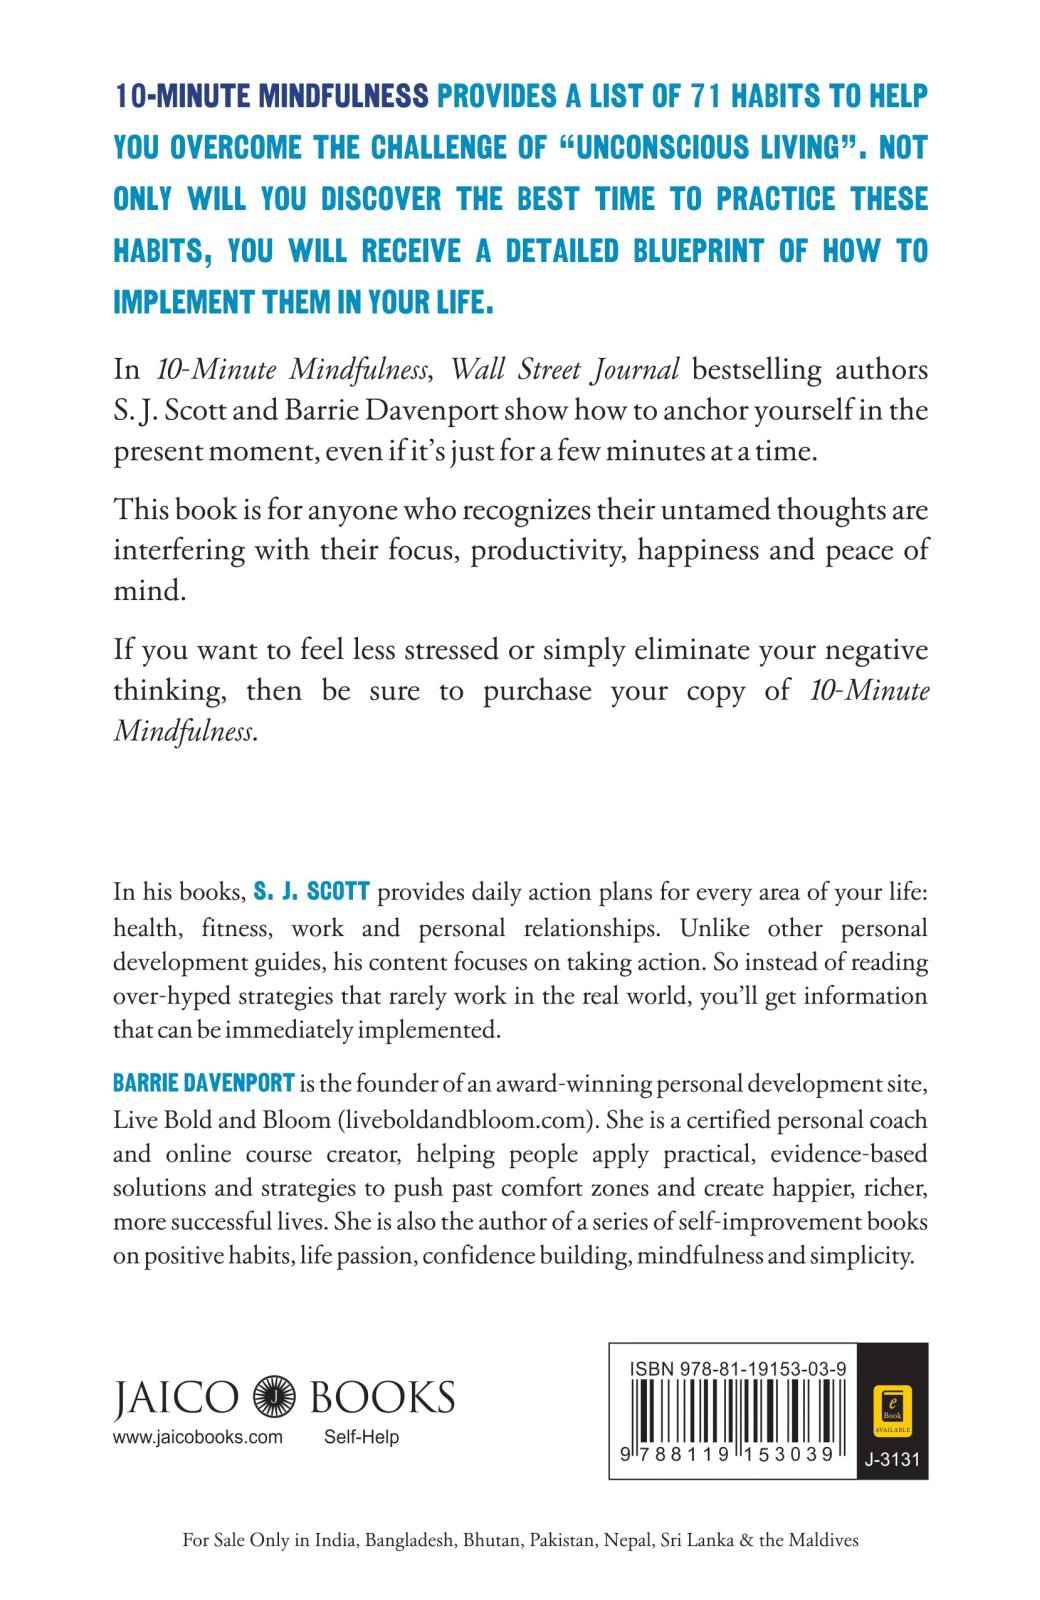 10-MINUTE MINDFULNESS PROVIDES A LIST OF 71 HABITS TO HELP
YOU OVERCOME THE CHALLENGE OF “UNCONSCIOUS LIVING”. NOT
ONLY WILL YOU DISCOVER THE BEST TIME TO PRACTICE THESE
HABITS, YOU WILL RECEIVE A DETAILED BLUEPRINT OF HOW TO
IMPLEMENT THEM IN YOUR LIFE.
In 10-Minute Mindfulness, Wall Street Journal bestselling authors
S. J. Scott and Barrie Davenport show how to anchor yourself in the
present moment, even if it’s just for a few minutes at a time.
This book is for anyone who recognizes their untamed thoughts are
interfering with their focus, productivity, happiness and peace of
mind.
If you want to feel less stressed or simply eliminate your negative
thinking, then be sure to purchase your copy of 10-Minute
Mindfulness.
In his books, S. J. SCOTT provides daily action plans for every area of your life:
health, fitness, work and personal relationships. Unlike other personal
development guides, his content focuses on taking action. So instead of reading
over-hyped strategies that rarely work in the real world, you’ll get information
that can be immediately implemented.
BARRIE DAVENPORT is the founder of an award-winning personal development site,
Live Bold and Bloom (liveboldandbloom.com). She is a certified personal coach
and online course creator, helping people apply practical, evidence-based
solutions and strategies to push past comfort zones and create happier, richer,
more successful lives. She is also the author of a series of self-improvement books
on positive habits, life passion, confidence building, mindfulness and simplicity.
JAICO J BOOKS
www.jaicobooks.com Self-Help
ISBN 978-81-19153-03-9
9 788119 153039
e
Book
AVAILABLE
J-3131
For Sale Only in India, Bangladesh, Bhutan, Pakistan, Nepal, Sri Lanka & the Maldives